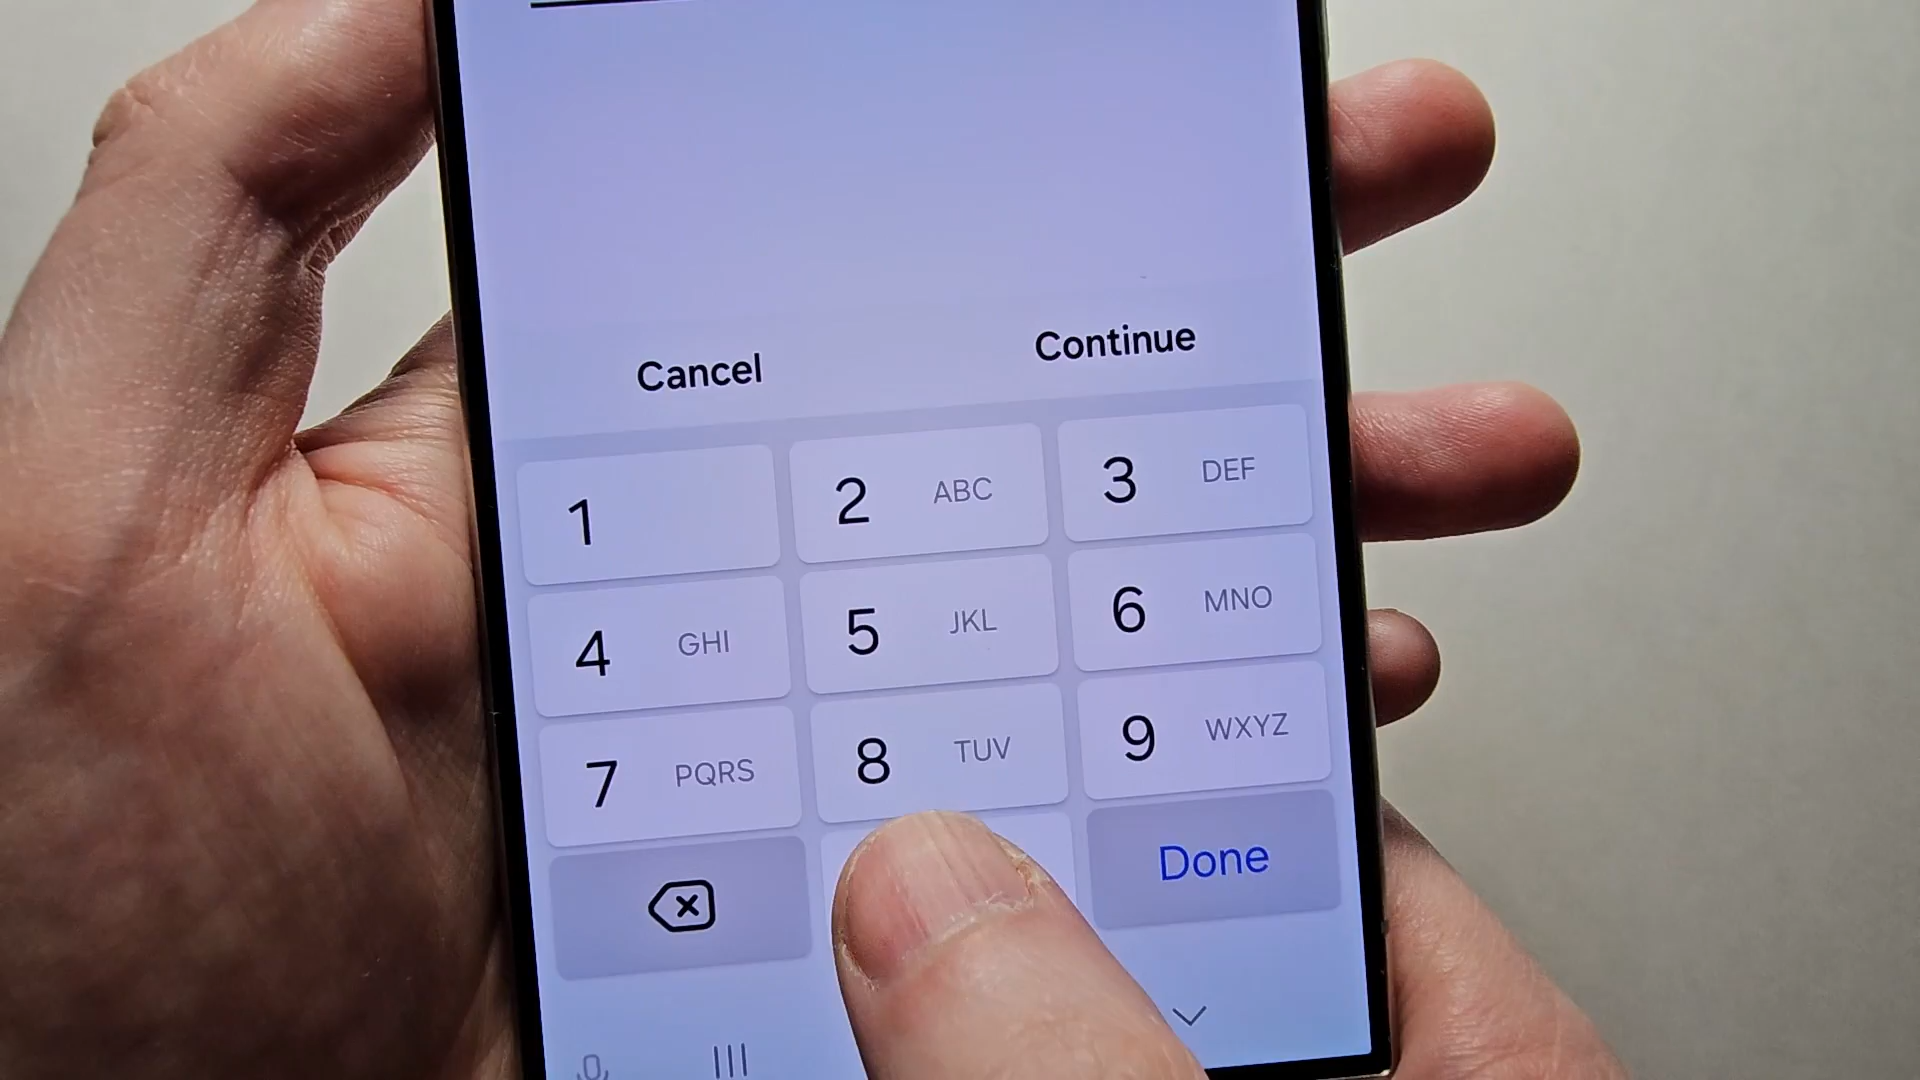 Cancel Continue
1 2 ABC 3 DEF
4 GHI 5 JKL 6 MNO
7 PQRS 8 TUV 9 WXYZ
Done